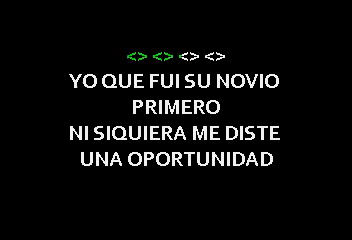 <> <> <> <>
YO QUE FUI SU NOVIO
PRIMERO
NI SIQUIERA ME DISTE
UNA OPORTUNIDAD